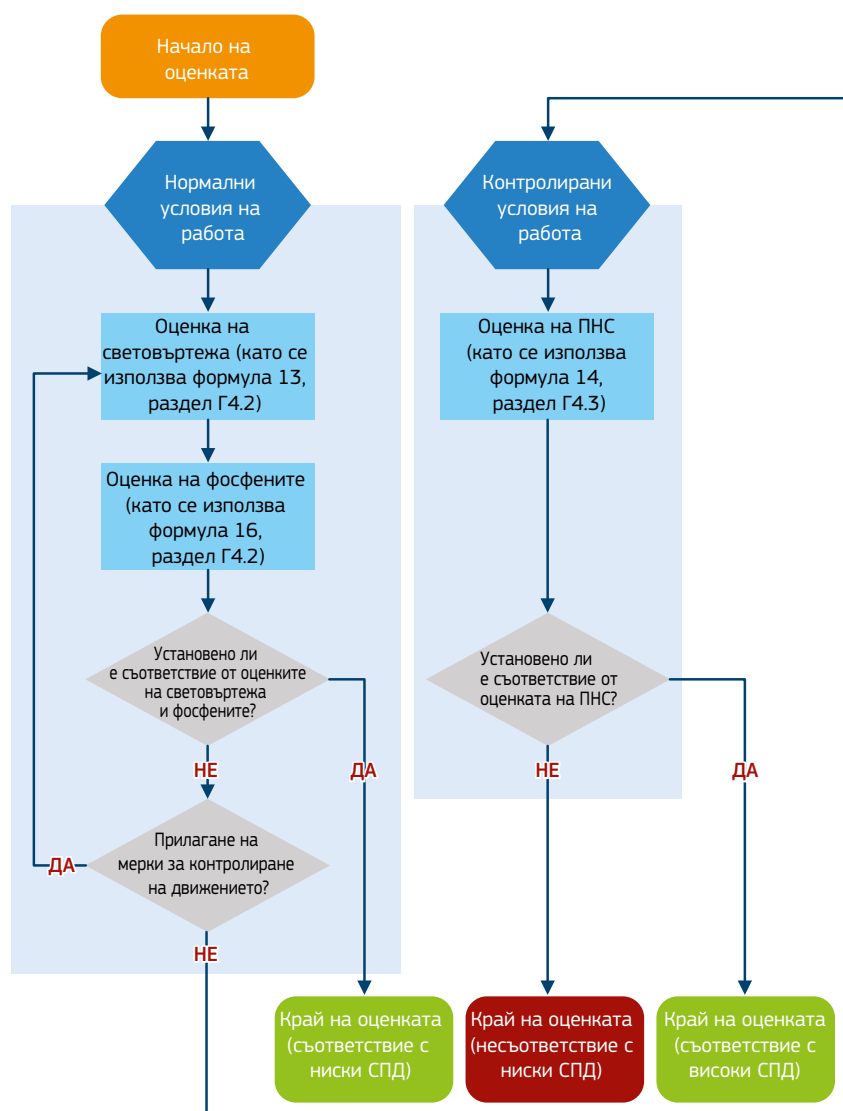 Начало на
оценката
Нормални
условия на
работа
Оценка на
световъртежа (като се
използва формула 13,
раздел Г4.2)
Оценка на фосфените
(като се използва
формула 16,
раздел Г4.2)
Установено ли
е съответствие от оценките
на световъртежа
и фосфените?
НЕ
ДА
Прилагане на
мерки за контролиране
на движението?
ДА
НЕ
Край на оценката
(съответствие с
ниски СПД)
Контролирани
условия на
работа
Оценка на ПНС
(като се използва
формула 14,
раздел Г4.3)
Установено ли
е съответствие от
оценката на ПНС?
НЕ
ДА
Край на оценката
(несъответствие с
ниски СПД)
Край на оценката
(съответствие с
високи СПД)